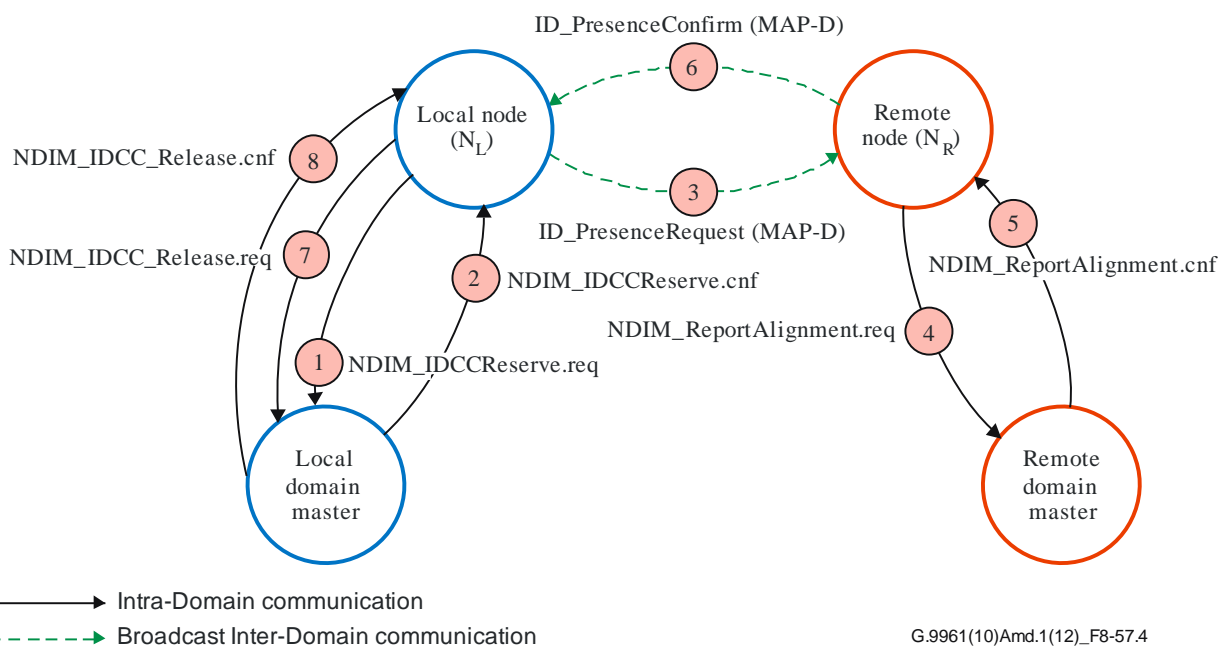 ID_PresenceConfirm (MAP-D)
6
Local node
(N_L)
Remote
node (N_R)
NDIM_IDCC_Release.cnf
8
3
ID_PresenceRequest (MAP-D)
5
NDIM_IDCC_Release.req
7
2
NDIM_IDCCReserve.cnf
NDIM_ReportAlignment.cnf
NDIM_ReportAlignment.req
4
1
NDIM_IDCCReserve.req
Local
domain
master
Remote
domain
master
Intra-Domain communication
Broadcast Inter-Domain communication
G.9961(10)Amd.1(12)_F8-57.4